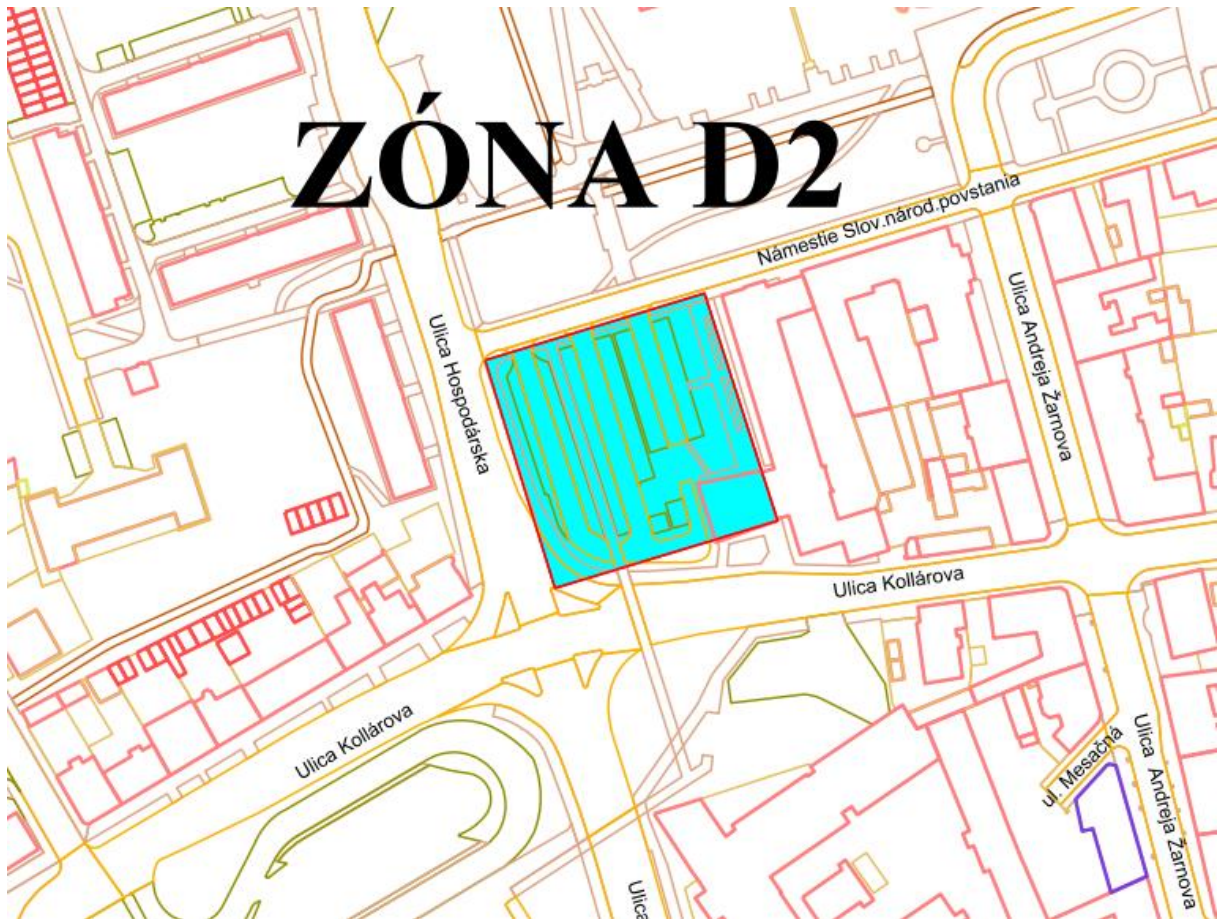 ZÓNA D2
Námestie Slov.národ.povstania
Ulica Hospodárska
Ulica Andreja Žarnova
Ulica Kollárova
Ulica Kollárova
ul. Mesačná
Ulica Andreja Žarnova
Ulica